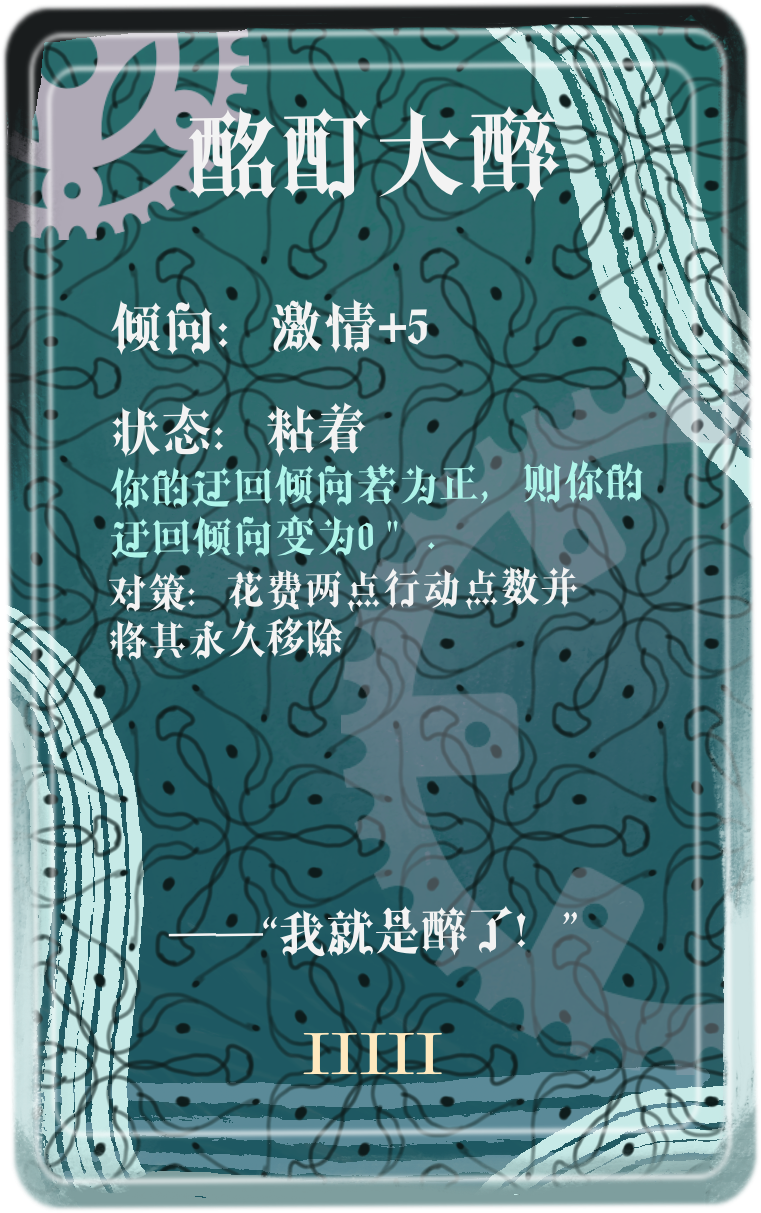 酩酊大醉
倾向： 激情+5
状态： 粘着
你的迂回倾向若为正， 则你的
迂回倾向变为0＂.
对策： 花费两点行动点数并
将其永久移除
——“我就是醉了！”
IIIII